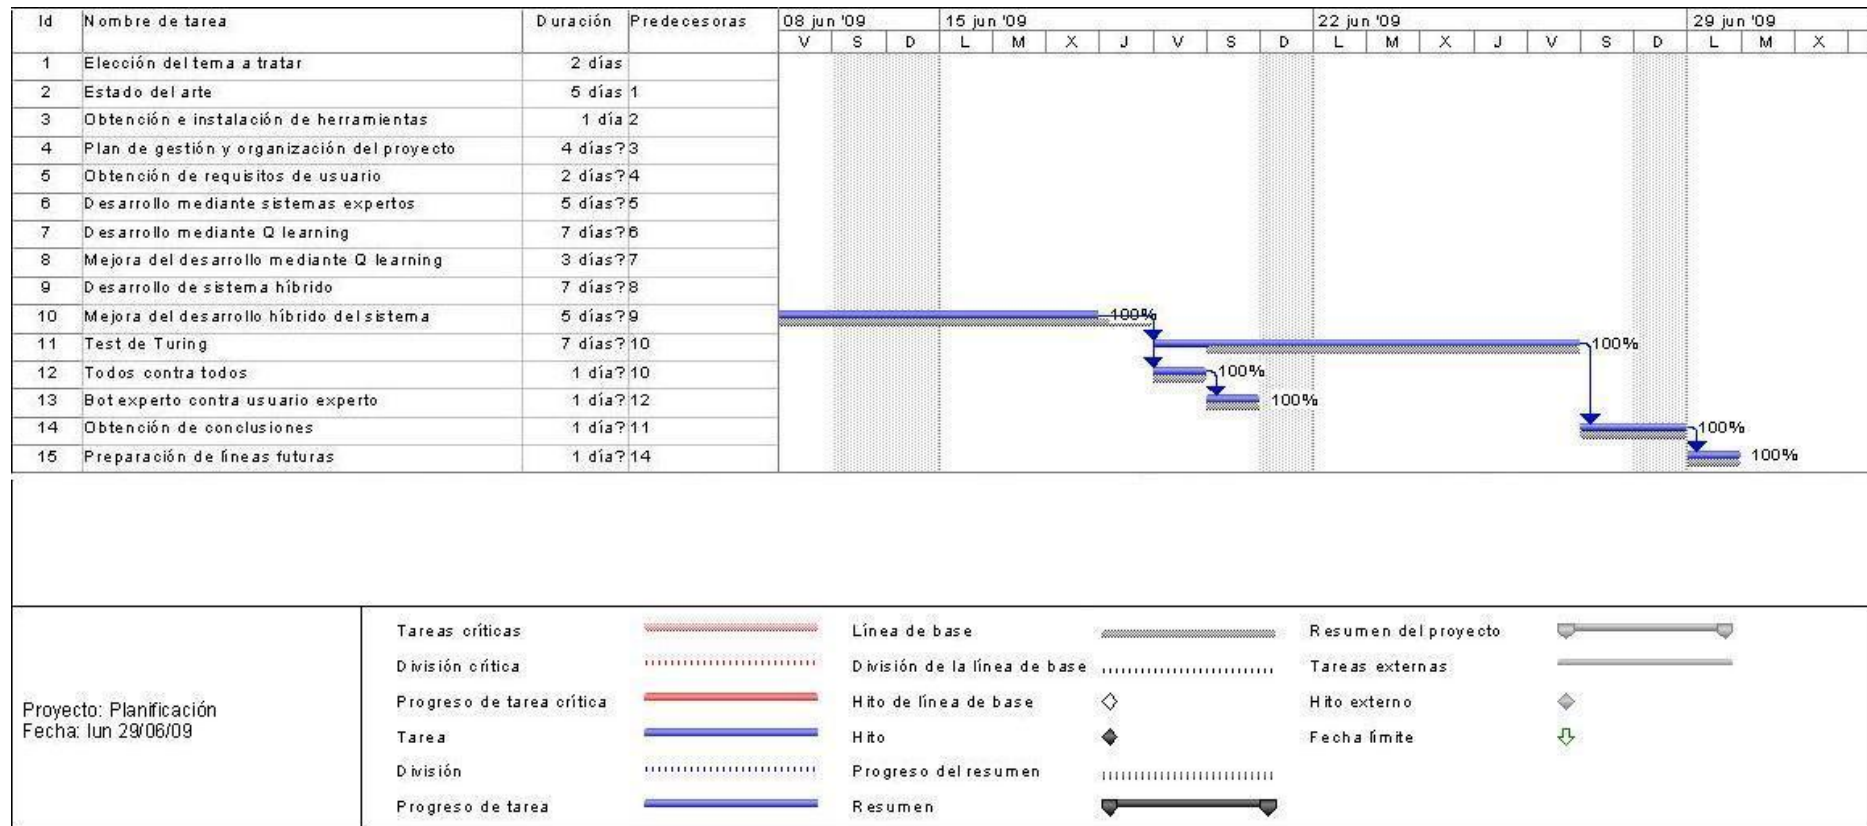 Id Nombre de tarea Duración Predecesoras 08 jun '09 15 jun '09 22 jun '09 29 jun '09
V S D L M X J V S D L M X J V S D L M X
1 Elección del tema a tratar 2 días
2 Estado del arte 5 días 1
3 Obtención e instalación de herramientas 1 día 2
4 Plan de gestión y organización del proyecto 4 días? 3
5 Obtención de requisitos de usuario 2 días? 4
6 Desarrollo mediante sistemas expertos 5 días? 5
7 Desarrollo mediante Q learning 7 días? 6
8 Mejora del desarrollo mediante Q learning 3 días? 7
9 Desarrollo de sistema híbrido 7 días? 8
10 Mejora del desarrollo híbrido del sistema 5 días? 9 100%
11 Test de Turing 7 días? 10 100%
12 Todos contra todos 1 día? 10 100%
13 Bot experto contra usuario experto 1 día? 12 100%
14 Obtención de conclusiones 1 día? 11 100%
15 Preparación de líneas futuras 1 día? 14 100%
Proyecto: Planificación
Fecha: lun 29/06/09
Tareas críticas Línea de base Resumen del proyecto
División crítica División de la línea de base Tareas externas
Progreso de tarea crítica Hito de línea de base Hito externo
Tarea Hito Fecha límite
División Progreso del resumen
Progreso de tarea Resumen